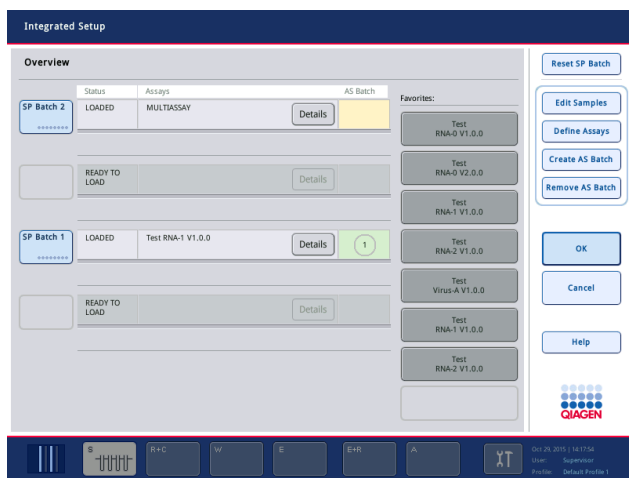 Integrated Setup
Overview
Status Assays AS Batch
SP Batch 2
LOADED MULTIASSAY Details
READY TO
LOAD
Details
SP Batch 1
LOADED Test RNA-1 V1.0.0 Details 1
READY TO
LOAD
Details
Favorites:
Test
RNA-0 V1.0.0
Test
RNA-0 V2.0.0
Test
RNA-1 V1.0.0
Test
RNA-2 V1.0.0
Test
Virus-A V1.0.0
Test
RNA-1 V1.0.0
Test
RNA-2 V1.0.0
Reset SP Batch
Edit Samples
Define Assays
Create AS Batch
Remove AS Batch
OK
Cancel
Help
QIAGEN
S R+C W E E+R A
Oct 29, 2015 | 14:17:54
User: Supervisor
Profile: Default Profile 1